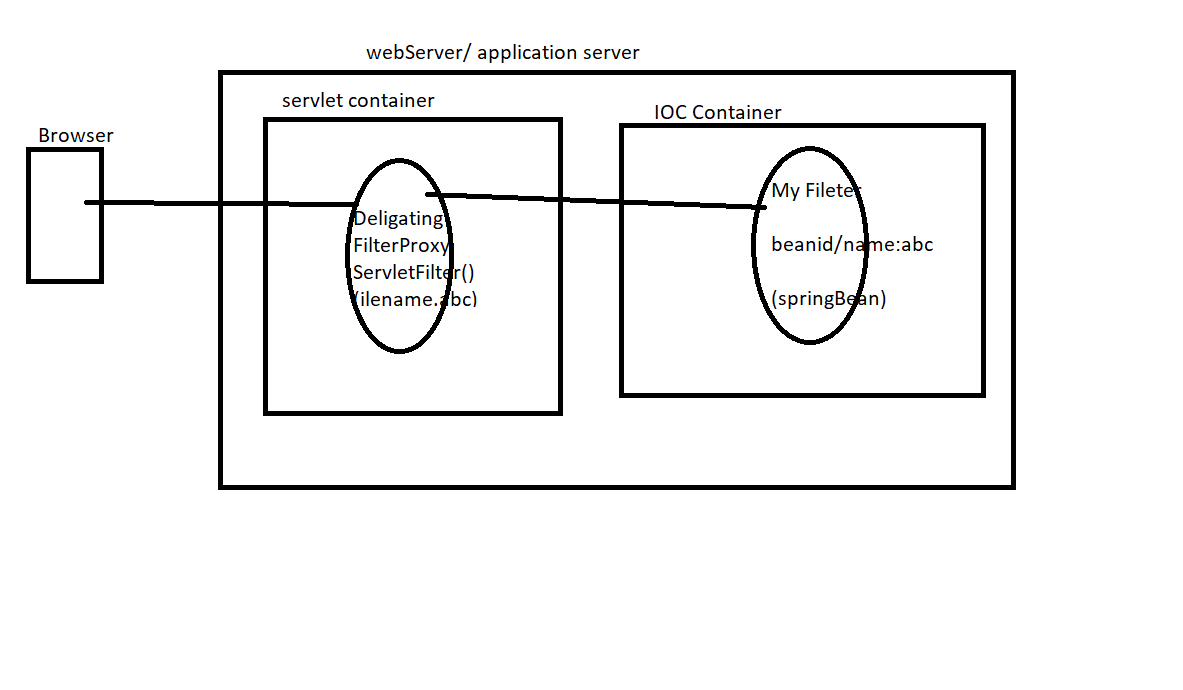 webServer/ application server
servlet container
IOC Container
Browser
Deligating
FilterProxy
ServletFilter()
(ilename.abc)
My Fileter
beanid/name:abc
(springBean)